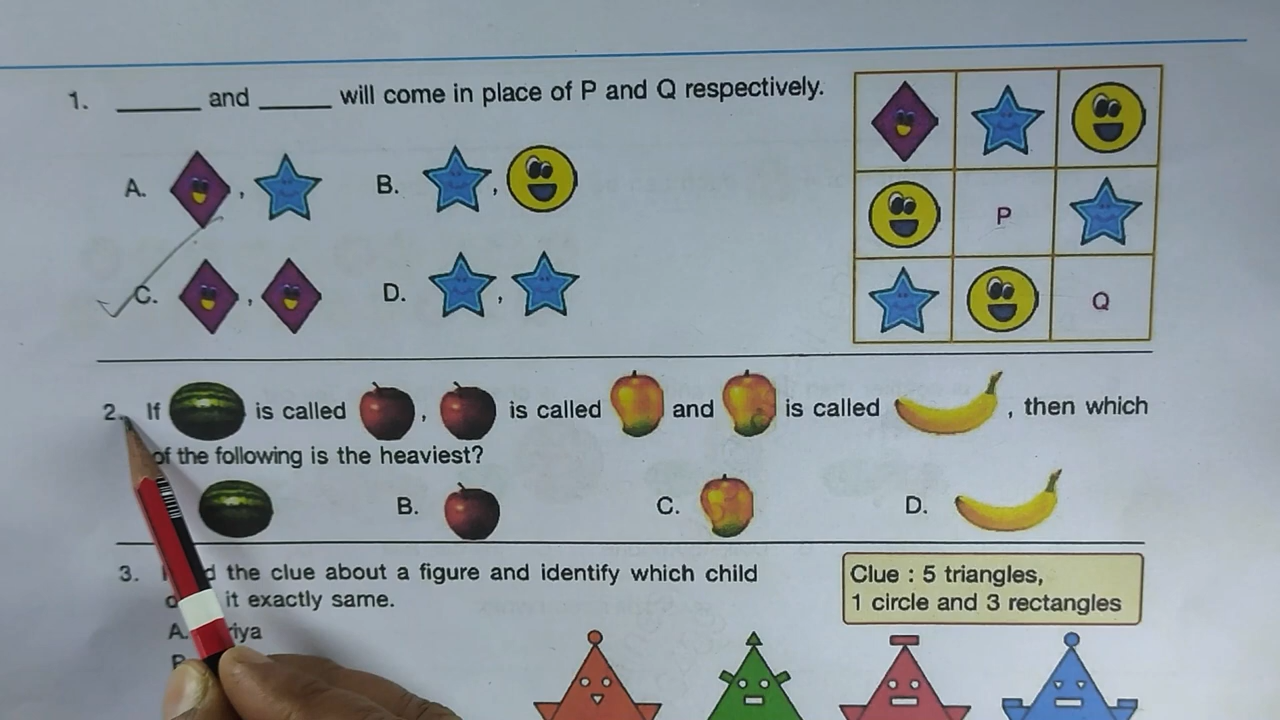 1. ______ and _____ will come in place of P and Q respectively.
A. , B. ,
P
C. , D. ,
Q
2. If is called , is called and is called , then which
of the following is the heaviest?
B. C. D.
3. the clue about a figure and identify which child
it exactly same.
Clue : 5 triangles,
1 circle and 3 rectangles
A.